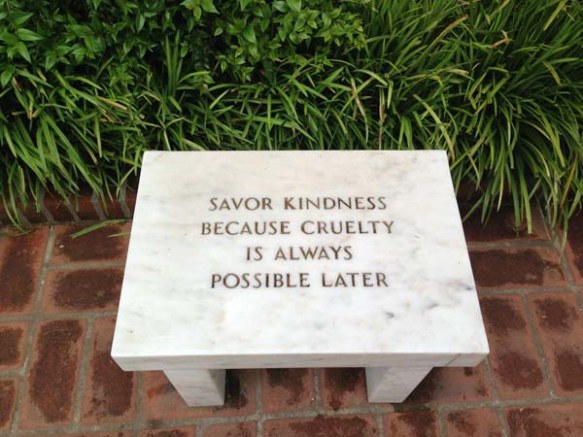 SAVOR KINDNESS
BECAUSE CRUELTY
IS ALWAYS
POSSIBLE LATER